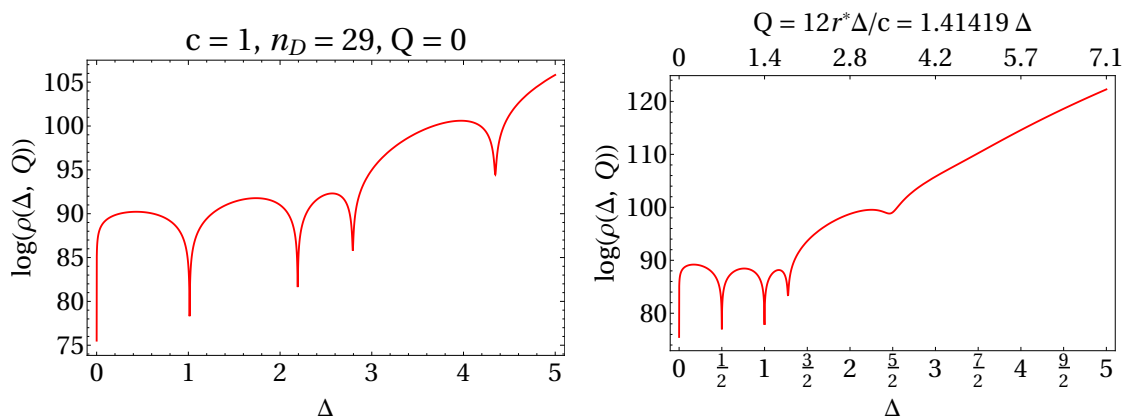 c = 1, n_D = 29, Q = 0
log(ρ(Δ, Q))
105
100
95
90
85
80
75
0 1 2 3 4 5
Δ
Q = 12r*Δ/c = 1.41419 Δ
0 1.4 2.8 4.2 5.7 7.1
log(ρ(Δ, Q))
120
110
100
90
80
0 1/2 1 3/2 2 5/2 3 7/2 4 9/2 5
Δ